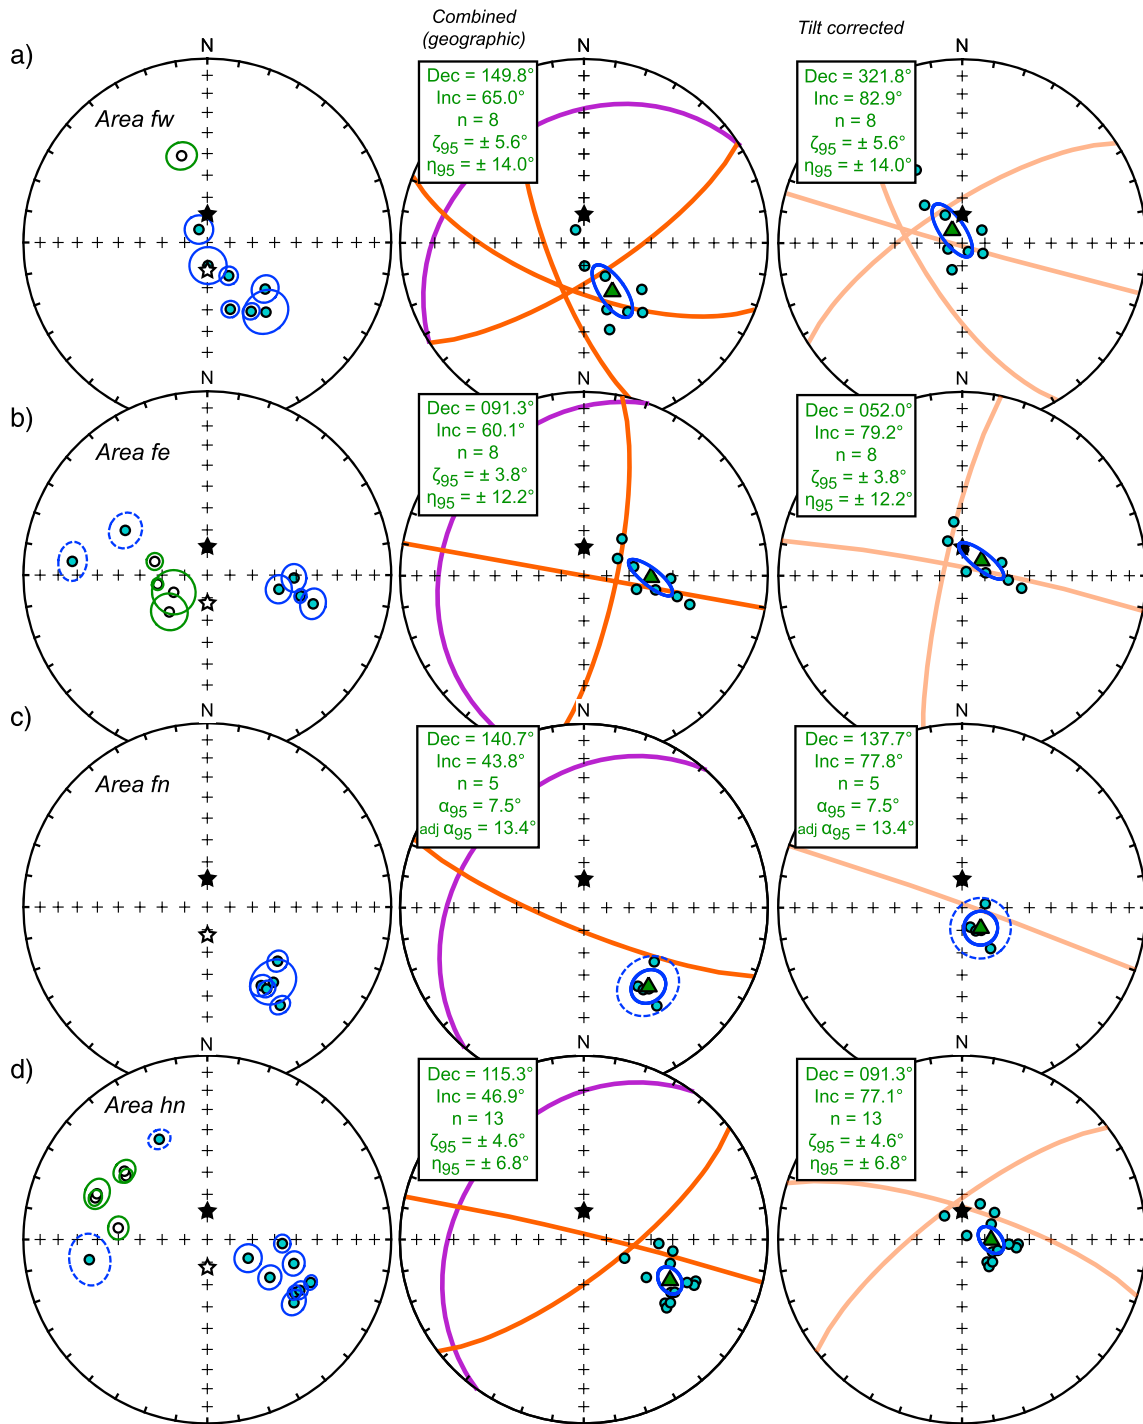 Combined
(geographic)
Tilt corrected
a)
N
N
N
Area fw
Dec = 149.8°
Inc = 65.0°
n = 8
ζ95 = ± 5.6°
η95 = ± 14.0°
Dec = 321.8°
Inc = 82.9°
n = 8
ζ95 = ± 5.6°
η95 = ± 14.0°
b)
N
N
N
Area fe
Dec = 091.3°
Inc = 60.1°
n = 8
ζ95 = ± 3.8°
η95 = ± 12.2°
Dec = 052.0°
Inc = 79.2°
n = 8
ζ95 = ± 3.8°
η95 = ± 12.2°
c)
N
N
N
Area fn
Dec = 140.7°
Inc = 43.8°
n = 5
α95 = 7.5°
adj α95 = 13.4°
Dec = 137.7°
Inc = 77.8°
n = 5
α95 = 7.5°
adj α95 = 13.4°
d)
N
N
N
Area hn
Dec = 115.3°
Inc = 46.9°
n = 13
ζ95 = ± 4.6°
η95 = ± 6.8°
Dec = 091.3°
Inc = 77.1°
n = 13
ζ95 = ± 4.6°
η95 = ± 6.8°